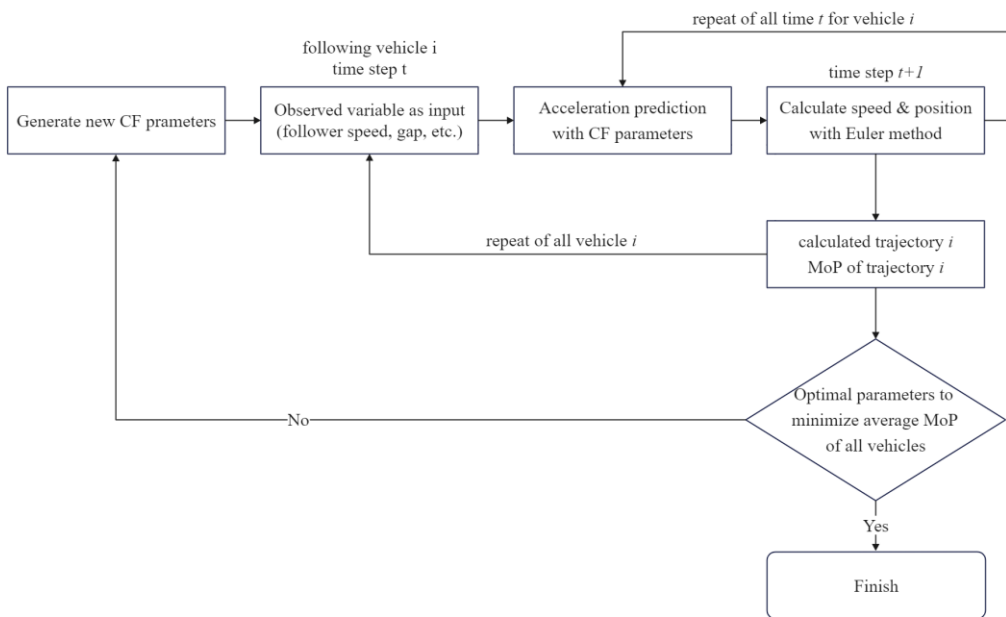 repeat of all time t for vehicle i
following vehicle i
time step t
time step t+1
Generate new CF prameters
Observed variable as input
(follower speed, gap, etc.)
Acceleration prediction
with CF parameters
Calculate speed & position
with Euler method
repeat of all vehicle i
calculated trajectory i
MoP of trajectory i
Optimal parameters to
minimize average MoP
of all vehicles
No
Yes
Finish